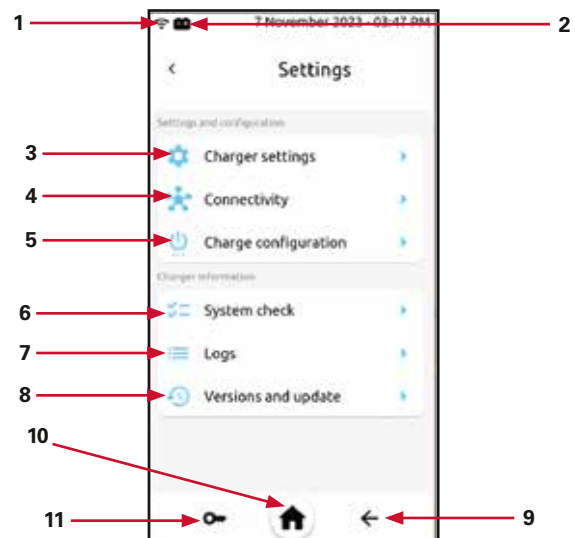 1
2
7 November 2023 - 03:47 PM
Settings
Settings and configuration
3
Charger settings
4
Connectivity
5
Charge configuration
Charger information
6
System check
7
Logs
8
Versions and update
10
11
9